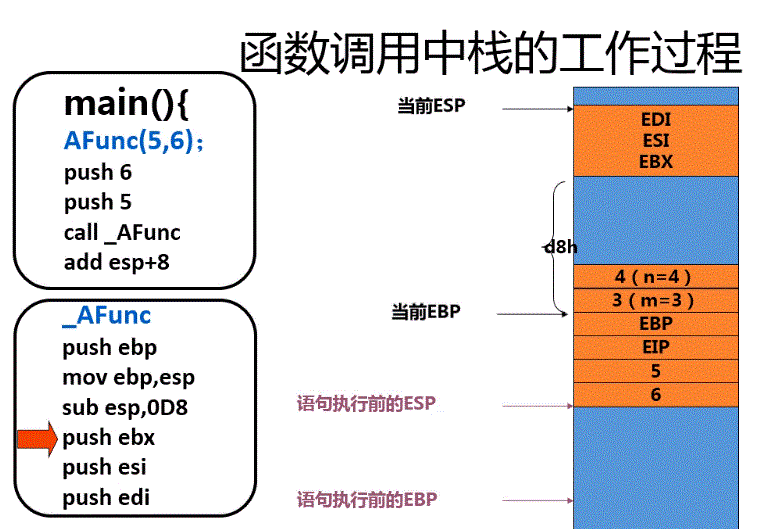 函数调用中栈的工作过程
main(){
AFunc(5,6)；
push 6
push 5
call _AFunc
add esp+8
_AFunc
push ebp
mov ebp,esp
sub esp,0D8
push ebx
push esi
push edi
当前ESP
EDI
ESI
EBX
d8h
4（n=4）
3（m=3）
当前EBP
EBP
EIP
5
语句执行前的ESP
6
语句执行前的EBP